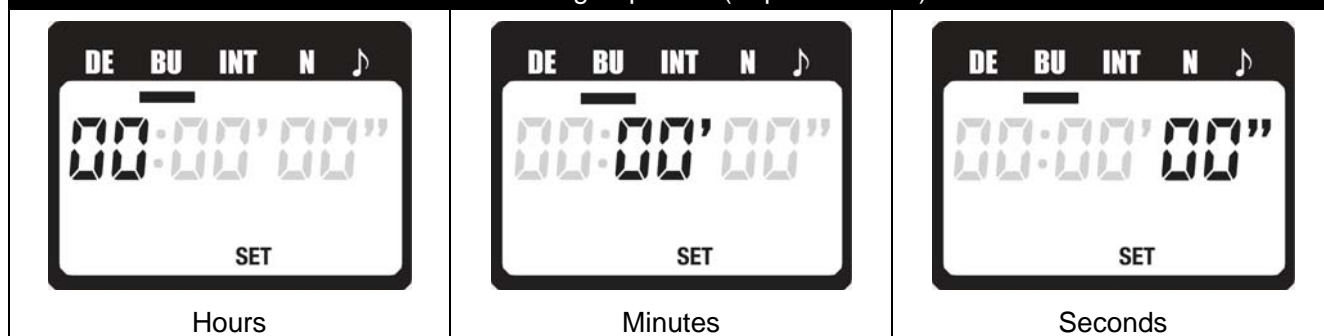 DE BU INT N ♪
00:00’00”
SET
Hours
DE BU INT N ♪
00:00’00”
SET
Minutes
DE BU INT N ♪
00:00’00”
SET
Seconds